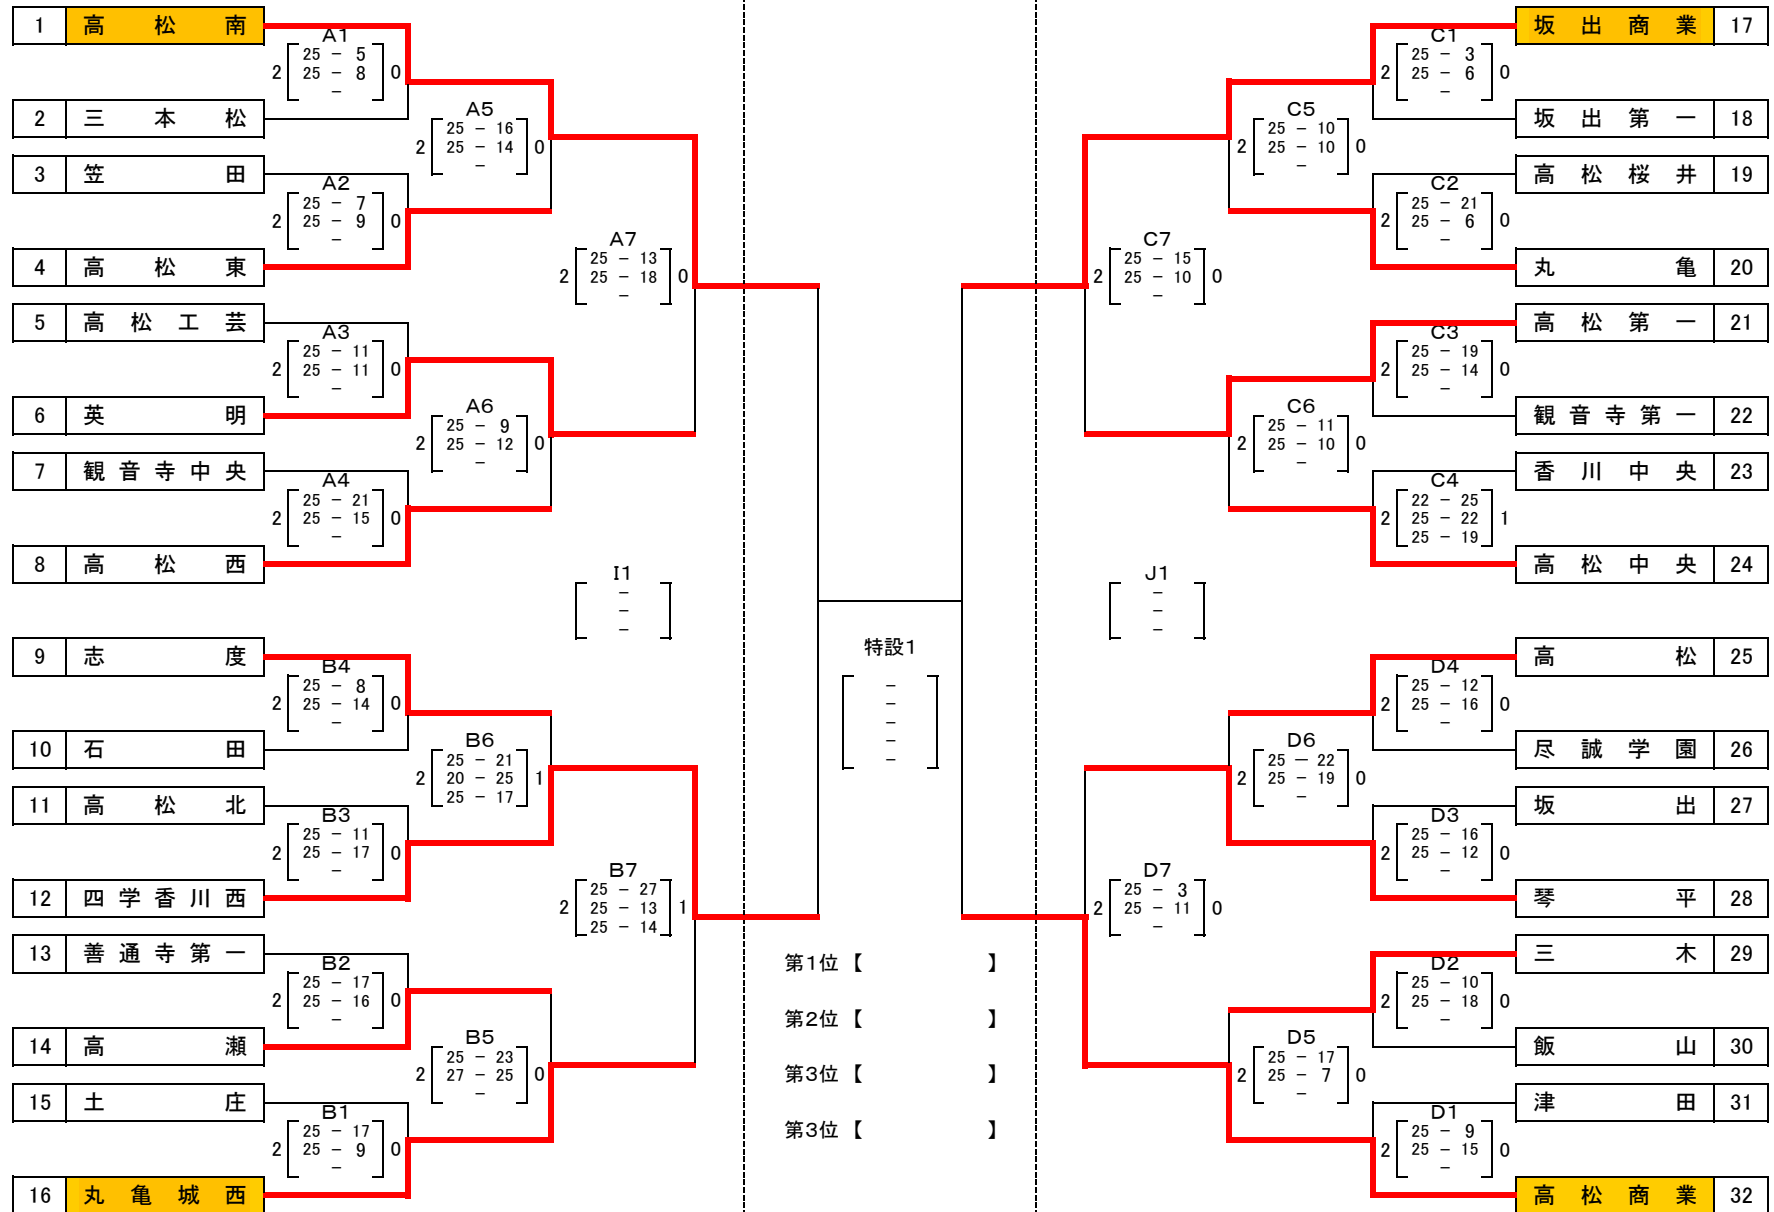 1 高松南
A1
25 - 5
2 25 - 8 0
-
2 三本松
A5
25 - 16
2 25 - 14 0
-
3 笠田
A2
25 - 7
2 25 - 9 0
-
4 高松東
A7
25 - 13
2 25 - 18 0
-
5 高松工芸
A3
25 - 11
2 25 - 11 0
-
6 英明
A6
25 - 9
2 25 - 12 0
-
7 観音寺中央
A4
25 - 21
2 25 - 15 0
-
8 高松西
I1
-
-
-
9 志度
B4
25 - 8
2 25 - 14 0
-
10 石田
B6
25 - 21
2 20 - 25 1
25 - 17
11 高松北
B3
25 - 11
2 25 - 17 0
-
12 四学香川西
B7
25 - 27
2 25 - 13 1
25 - 14
13 善通寺第一
B2
25 - 17
2 25 - 16 0
-
14 高瀬
B5
25 - 23
2 27 - 25 0
-
15 土庄
B1
25 - 17
2 25 - 9 0
-
16 丸亀城西
特設1
-
-
-
-
-
第1位【 】
第2位【 】
第3位【 】
第3位【 】
坂出商業 17
C1
25 - 3
2 25 - 6 0
-
坂出第一 18
C5
25 - 10
2 25 - 10 0
-
高松桜井 19
C2
25 - 21
2 25 - 6 0
-
丸亀 20
C7
25 - 15
2 25 - 10 0
-
高松第一 21
C3
25 - 19
2 25 - 14 0
-
観音寺第一 22
C6
25 - 11
2 25 - 10 0
-
香川中央 23
C4
22 - 25
2 25 - 22 1
25 - 19
高松中央 24
J1
-
-
-
高松 25
D4
25 - 12
2 25 - 16 0
-
尽誠学園 26
D6
25 - 22
2 25 - 19 0
-
坂出 27
D3
25 - 16
2 25 - 12 0
-
琴平 28
D7
25 - 3
2 25 - 11 0
-
三木 29
D2
25 - 10
2 25 - 18 0
-
飯山 30
D5
25 - 17
2 25 - 7 0
-
津田 31
D1
25 - 9
2 25 - 15 0
-
高松商業 32